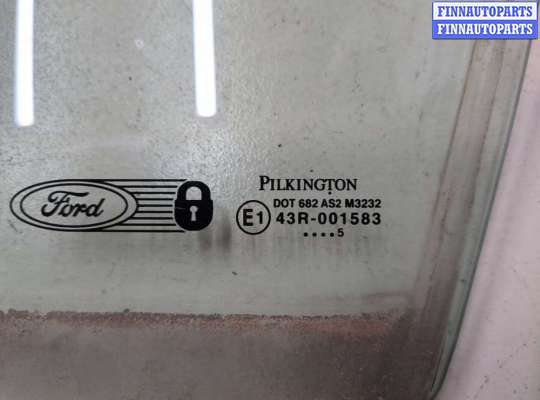 FINNAUTOPARTS
FINNAUTOPARTS
Ford
PILKINGTON
DOT 682 AS2 M3232
E1 43R-001583
....5